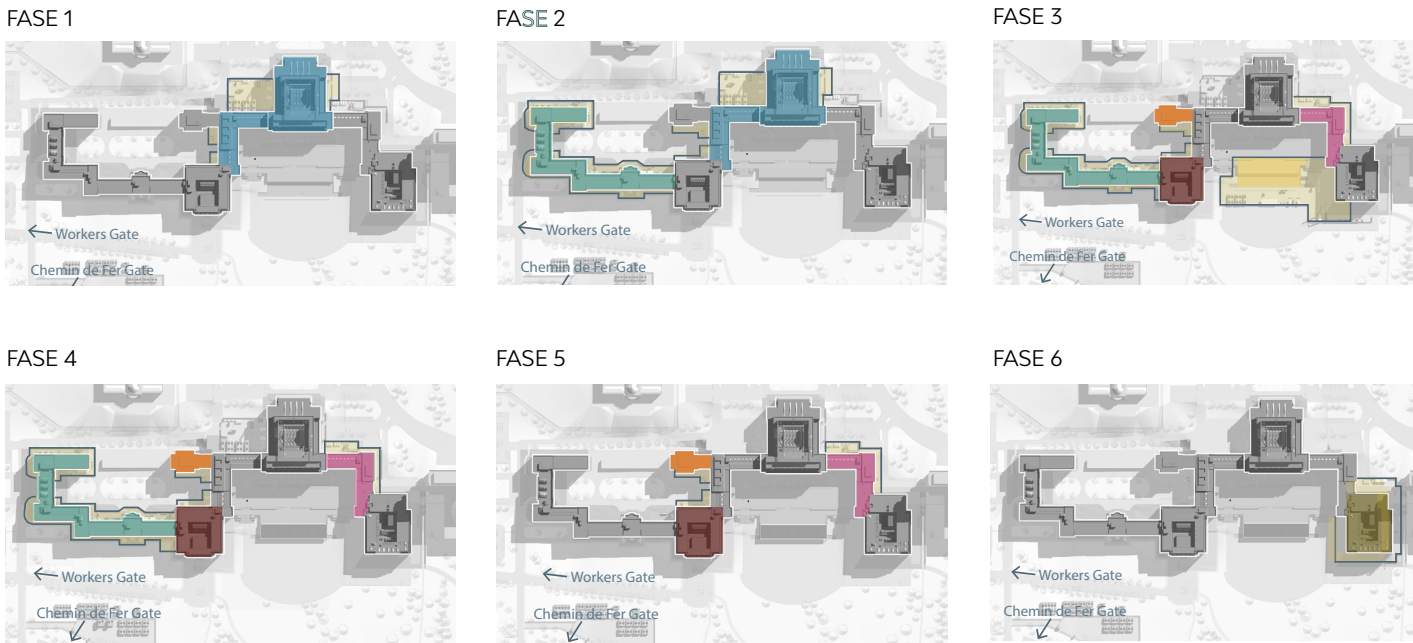 FASE 1
FASE 2
FASE 3
Workers Gate
Chemin de Fer Gate
Workers Gate
Chemin de Fer Gate
Workers Gate
Chemin de Fer Gate
FASE 4
FASE 5
FASE 6
Workers Gate
Chemin de Fer Gate
Workers Gate
Chemin de Fer Gate
Workers Gate
Chemin de Fer Gate